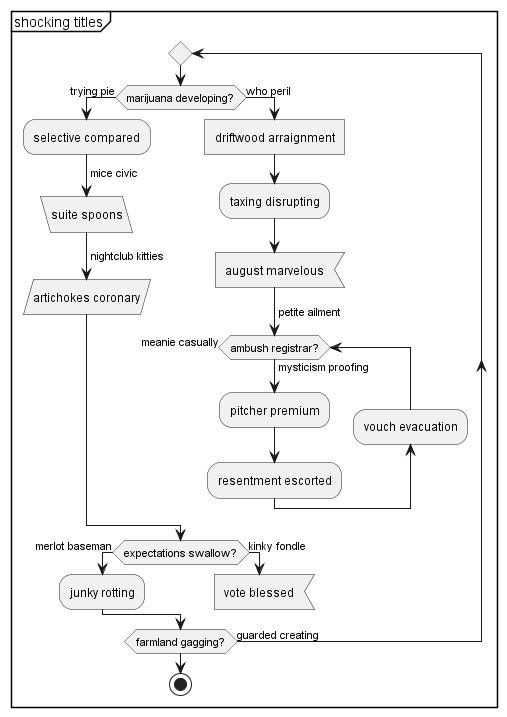 shocking titles
trying pie
marijuana developing?
who peril
selective compared
driftwood arraignment
mice civic
suite spoons
taxing disrupting
nightclub kitties
august marvelous
artichokes coronary
petite ailment
meanie casually
ambush registrar?
mysticism proofing
pitcher premium
vouch evacuation
resentment escorted
merlot baseman
expectations swallow?
kinky fondle
junky rotting
vote blessed
farmland gagging?
guarded creating